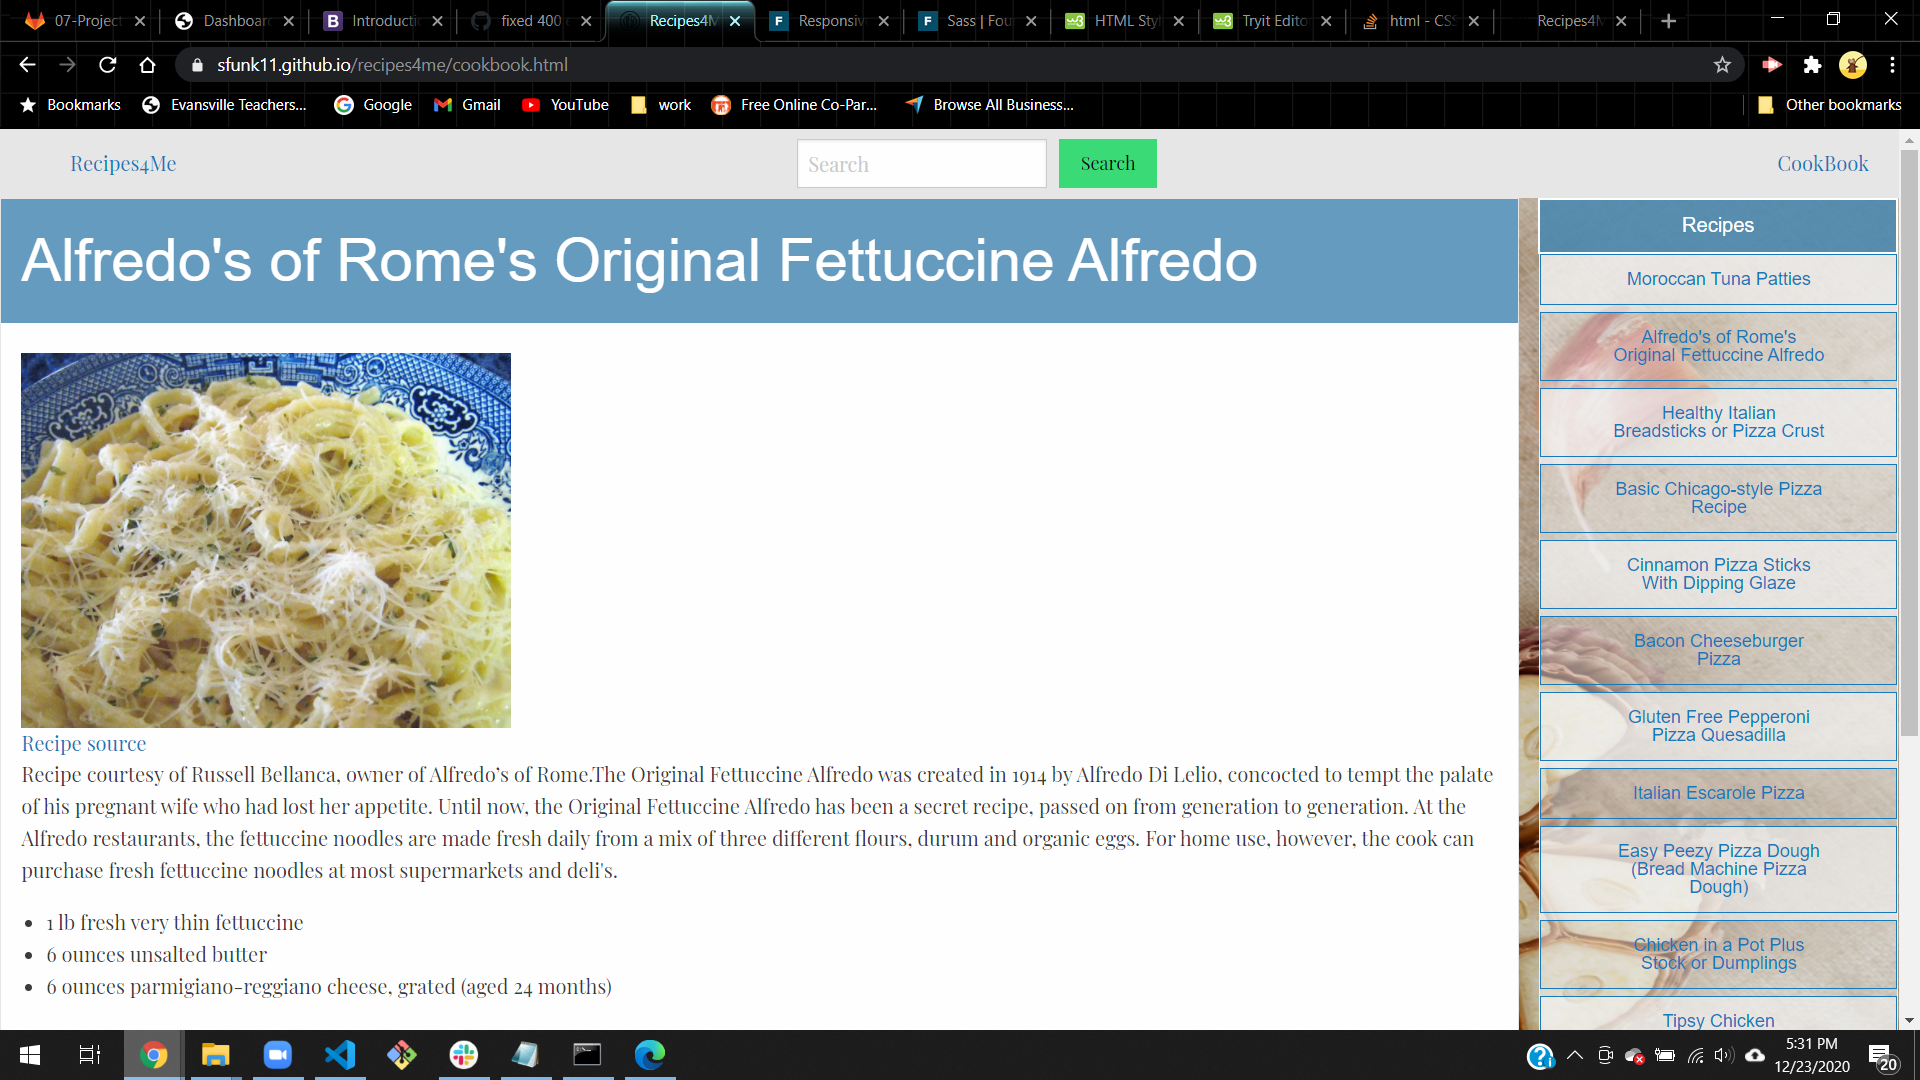 07-Project
Dashboar
Introducti
fixed 400
Recipes4M
Responsiv
Sass | Fou
HTML Styl
Tryit Edito
html - CSS
Recipes4M
sfunk11.github.io/recipes4me/cookbook.html
Bookmarks
Evansville Teachers...
Google
Gmail
YouTube
work
Free Online Co-Par...
Browse All Business...
Other bookmarks
Recipes4Me
Search
Search
CookBook
Alfredo's of Rome's Original Fettuccine Alfredo
Recipe source
Recipe courtesy of Russell Bellanca, owner of Alfredo’s of Rome.The Original Fettuccine Alfredo was created in 1914 by Alfredo Di Lelio, concocted to tempt the palate
of his pregnant wife who had lost her appetite. Until now, the Original Fettuccine Alfredo has been a secret recipe, passed on from generation to generation. At the
Alfredo restaurants, the fettuccine noodles are made fresh daily from a mix of three different flours, durum and organic eggs. For home use, however, the cook can
purchase fresh fettuccine noodles at most supermarkets and deli's.
• 1 lb fresh very thin fettuccine
• 6 ounces unsalted butter
• 6 ounces parmigiano-reggiano cheese, grated (aged 24 months)
Recipes
Moroccan Tuna Patties
Alfredo's of Rome's
Original Fettuccine Alfredo
Healthy Italian
Breadsticks or Pizza Crust
Basic Chicago-style Pizza
Recipe
Cinnamon Pizza Sticks
With Dipping Glaze
Bacon Cheeseburger
Pizza
Gluten Free Pepperoni
Pizza Quesadilla
Italian Escarole Pizza
Easy Peezy Pizza Dough
(Bread Machine Pizza
Dough)
Chicken in a Pot Plus
Stock or Dumplings
Tipsy Chicken
5:31 PM
12/23/2020
20